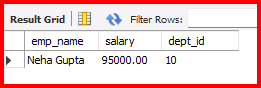 Result Grid Filter Rows:
emp_name salary dept_id
Neha Gupta 95000.00 10